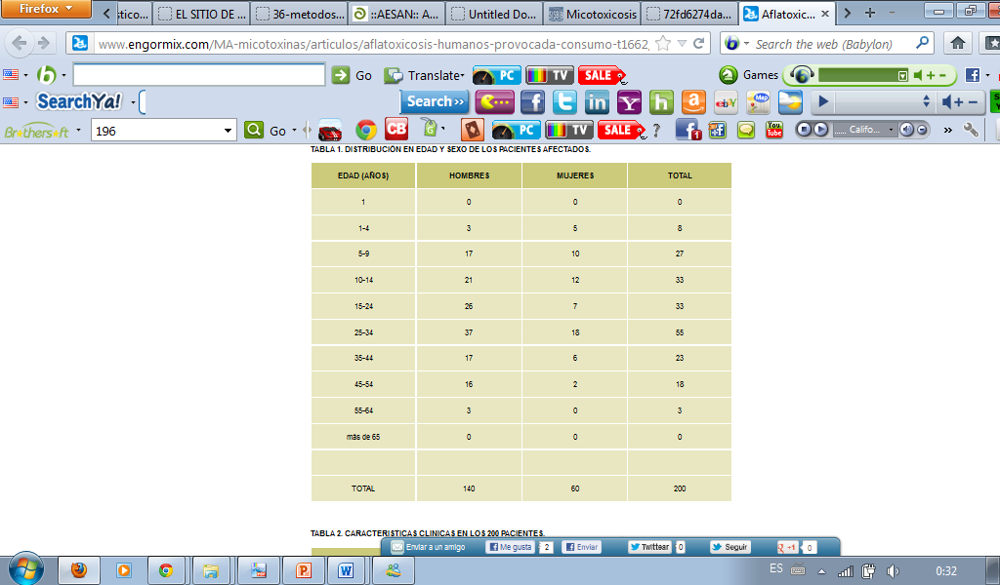 Firefox
stico...
EL SITIO DE ...
36-metodos...
::AESAN:: A...
Untitled Do...
Micotoxicosis
72fd6274da...
Aflatoxic...
www.engormix.com/MA-micotoxinas/articulos/aflatoxicosis-humanos-provocada-consumo-t1662,
Search the web (Babylon)
Go Translate PC TV SALE Games
SearchYa! Search >> ebY Map
Brothersoft 196 Go CB PC TV SALE ? You Tube ...... Califo...
TABLA 1. DISTRIBUCIÓN EN EDAD Y SEXO DE LOS PACIENTES AFECTADOS.
EDAD (AÑOS) HOMBRES MUJERES TOTAL
1 0 0 0
1-4 3 5 8
5-9 17 10 27
10-14 21 12 33
15-24 26 7 33
25-34 37 18 55
35-44 17 6 23
45-54 16 2 18
55-64 3 0 3
más de 65 0 0 0
TOTAL 140 60 200
TABLA 2. CARACTERISTICAS CLINICAS EN LOS 200 PACIENTES.
Enviar a un amigo Me gusta 2 Enviar Twittear 0 Seguir +1 0
ES 0:32